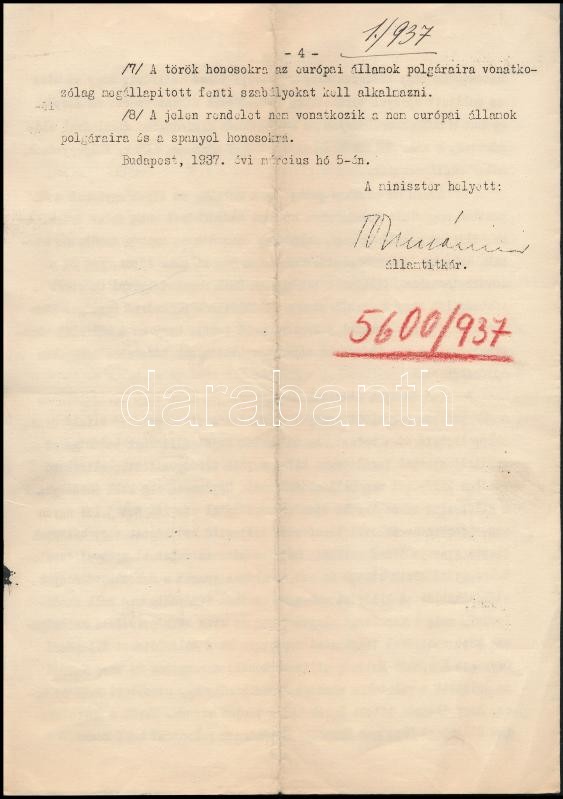 1./937
- 4 -
/7/ A török honosokra az európai államok polgáraira vonatko-
zólag megállapitott fenti szabályokat kell alkalmazni.
/8/ A jelen rendelet nem vonatkozik a nem európai államok
polgáraira és a spanyol honosokra.
Budapest, 1937. évi március hó 5-én.
A miniszter helyett:
államtitkár.
5600/937
darabanth